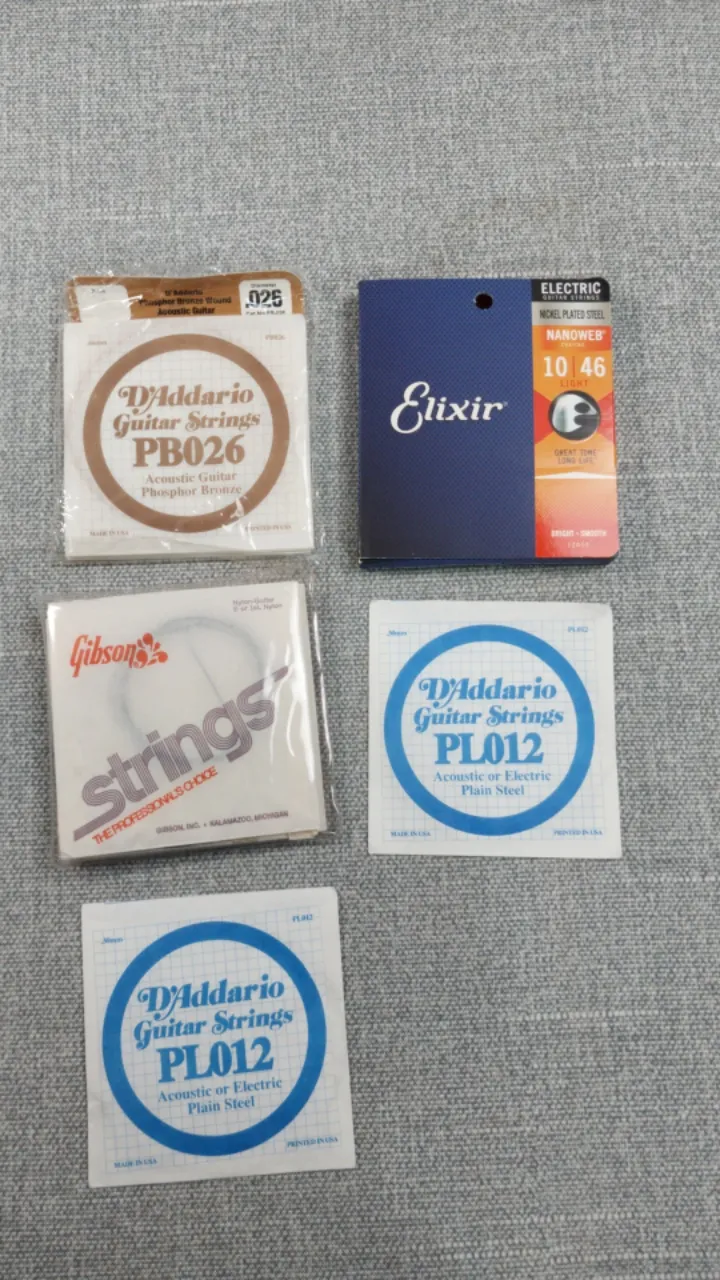 D'Addario
Phosphor Bronze Wound
Acoustic Guitar
.026
PB026
D'Addario
Guitar Strings
PB026
Acoustic Guitar
Phosphor Bronze
MADE IN USA
PRINTED IN USA
Elixir
ELECTRIC
GUITAR STRINGS
NICKEL PLATED STEEL
NANOWEB
COATING
10 46
LIGHT
GREAT TONE
LONG LIFE
BRIGHT · SMOOTH
Gibson
strings
THE PROFESSIONAL'S CHOICE
GIBSON, INC. • KALAMAZOO, MICHIGAN
PL012
D'Addario
Guitar Strings
PL012
Acoustic or Electric
Plain Steel
MADE IN USA
PRINTED IN USA
PL012
D'Addario
Guitar Strings
PL012
Acoustic or Electric
Plain Steel
MADE IN USA
PRINTED IN USA